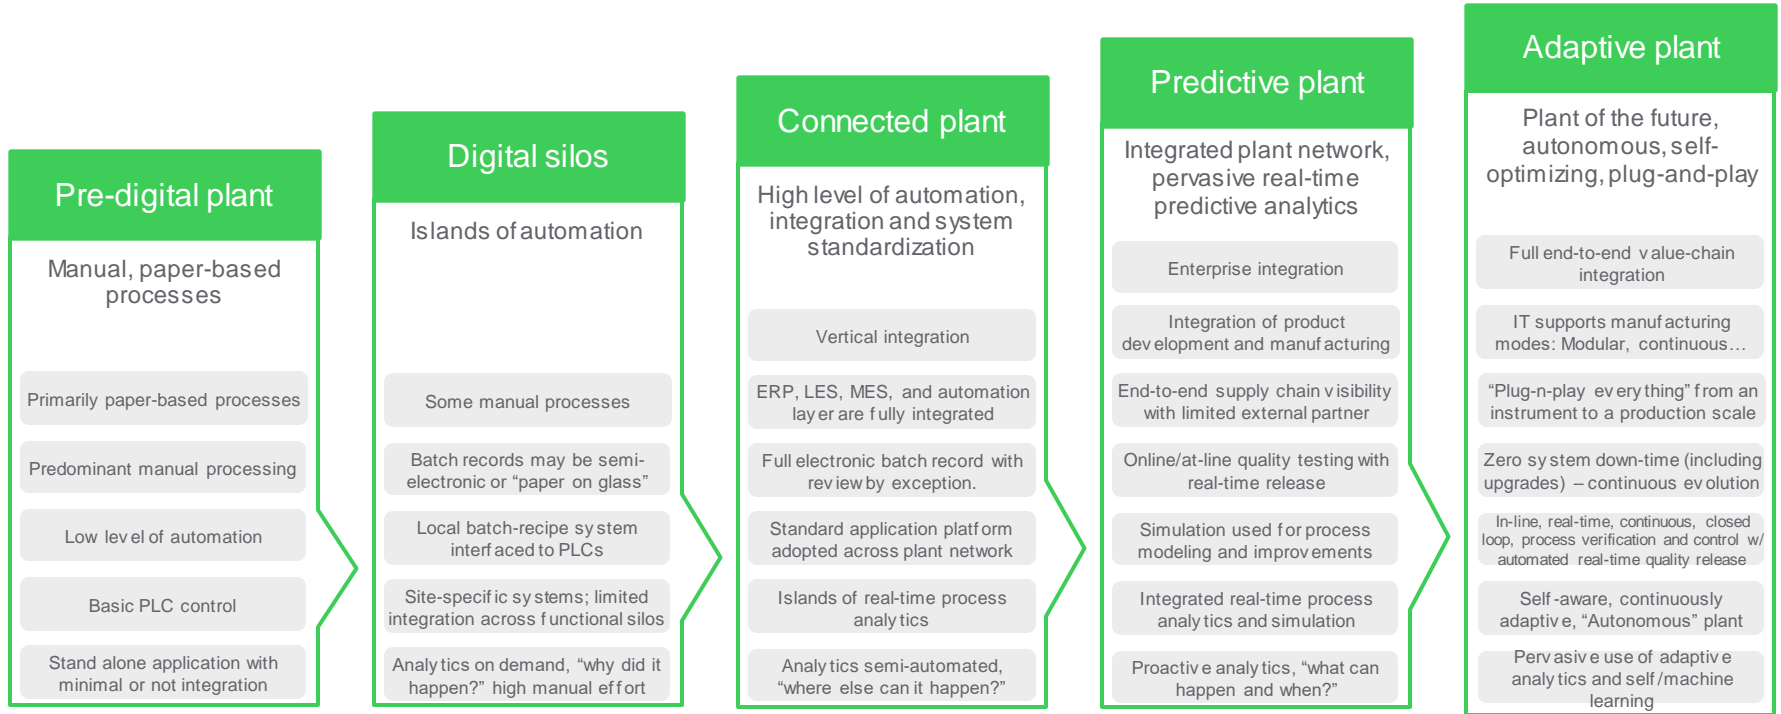 Pre-digital plant
Manual, paper-based
processes
Primarily paper-based processes
Predominant manual processing
Low level of automation
Basic PLC control
Stand alone application with
minimal or not integration
Digital silos
Islands of automation
Some manual processes
Batch records may be semi-
electronic or “paper on glass”
Local batch-recipe system
interfaced to PLCs
Site-specific systems; limited
integration across functional silos
Analytics on demand, “why did it
happen?” high manual effort
Connected plant
High level of automation,
integration and system
standardization
Vertical integration
ERP, LES, MES, and automation
layer are fully integrated
Full electronic batch record with
review by exception.
Standard application platform
adopted across plant network
Islands of real-time process
analytics
Analytics semi-automated,
“where else can it happen?”
Predictive plant
Integrated plant network,
pervasive real-time
predictive analytics
Enterprise integration
Integration of product
development and manufacturing
End-to-end supply chain visibility
with limited external partner
Online/at-line quality testing with
real-time release
Simulation used for process
modeling and improvements
Integrated real-time process
analytics and simulation
Proactive analytics, “what can
happen and when?”
Adaptive plant
Plant of the future,
autonomous, self-
optimizing, plug-and-play
Full end-to-end value-chain
integration
IT supports manufacturing
modes: Modular, continuous…
“Plug-n-play everything” from an
instrument to a production scale
Zero system down-time (including
upgrades) – continuous evolution
In-line, real-time, continuous, closed
loop, process verification and control w/
automated real-time quality release
Self-aware, continuously
adaptive, “Autonomous” plant
Pervasive use of adaptive
analytics and self/machine
learning